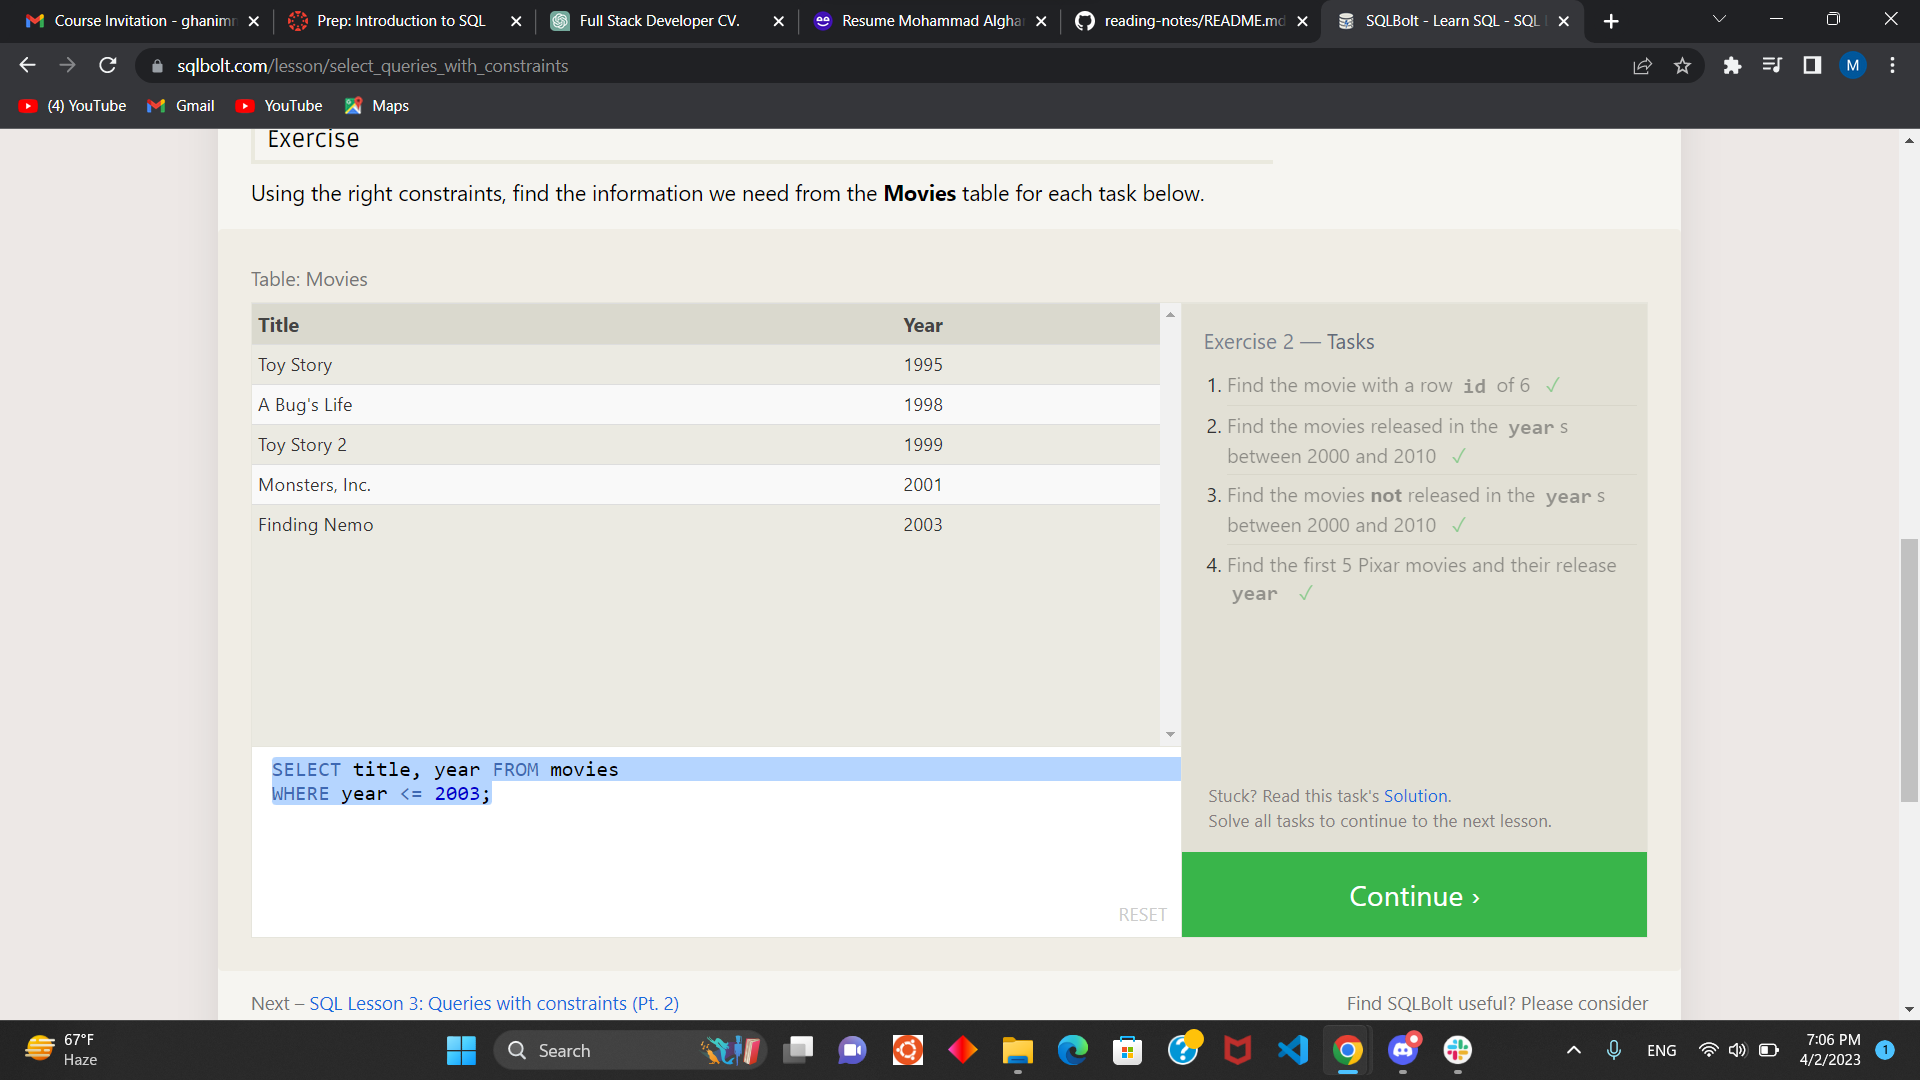 Course Invitation - ghanimr
Prep: Introduction to SQL
Full Stack Developer CV.
Resume Mohammad Algha
reading-notes/README.md
SQLBolt - Learn SQL - SQL
sqlbolt.com/lesson/select_queries_with_constraints
M
(4) YouTube
Gmail
YouTube
Maps
Exercise
Using the right constraints, find the information we need from the Movies table for each task below.
Table: Movies
Title Year
Toy Story 1995
A Bug's Life 1998
Toy Story 2 1999
Monsters, Inc. 2001
Finding Nemo 2003
SELECT title, year FROM movies
WHERE year <= 2003;
RESET
Exercise 2 — Tasks
1. Find the movie with a row id of 6 ✓
2. Find the movies released in the year s
between 2000 and 2010 ✓
3. Find the movies not released in the year s
between 2000 and 2010 ✓
4. Find the first 5 Pixar movies and their release
year ✓
Stuck? Read this task's Solution.
Solve all tasks to continue to the next lesson.
Continue ›
Next – SQL Lesson 3: Queries with constraints (Pt. 2)
Find SQLBolt useful? Please consider
67°F
Haze
Search
ENG
7:06 PM
4/2/2023
1